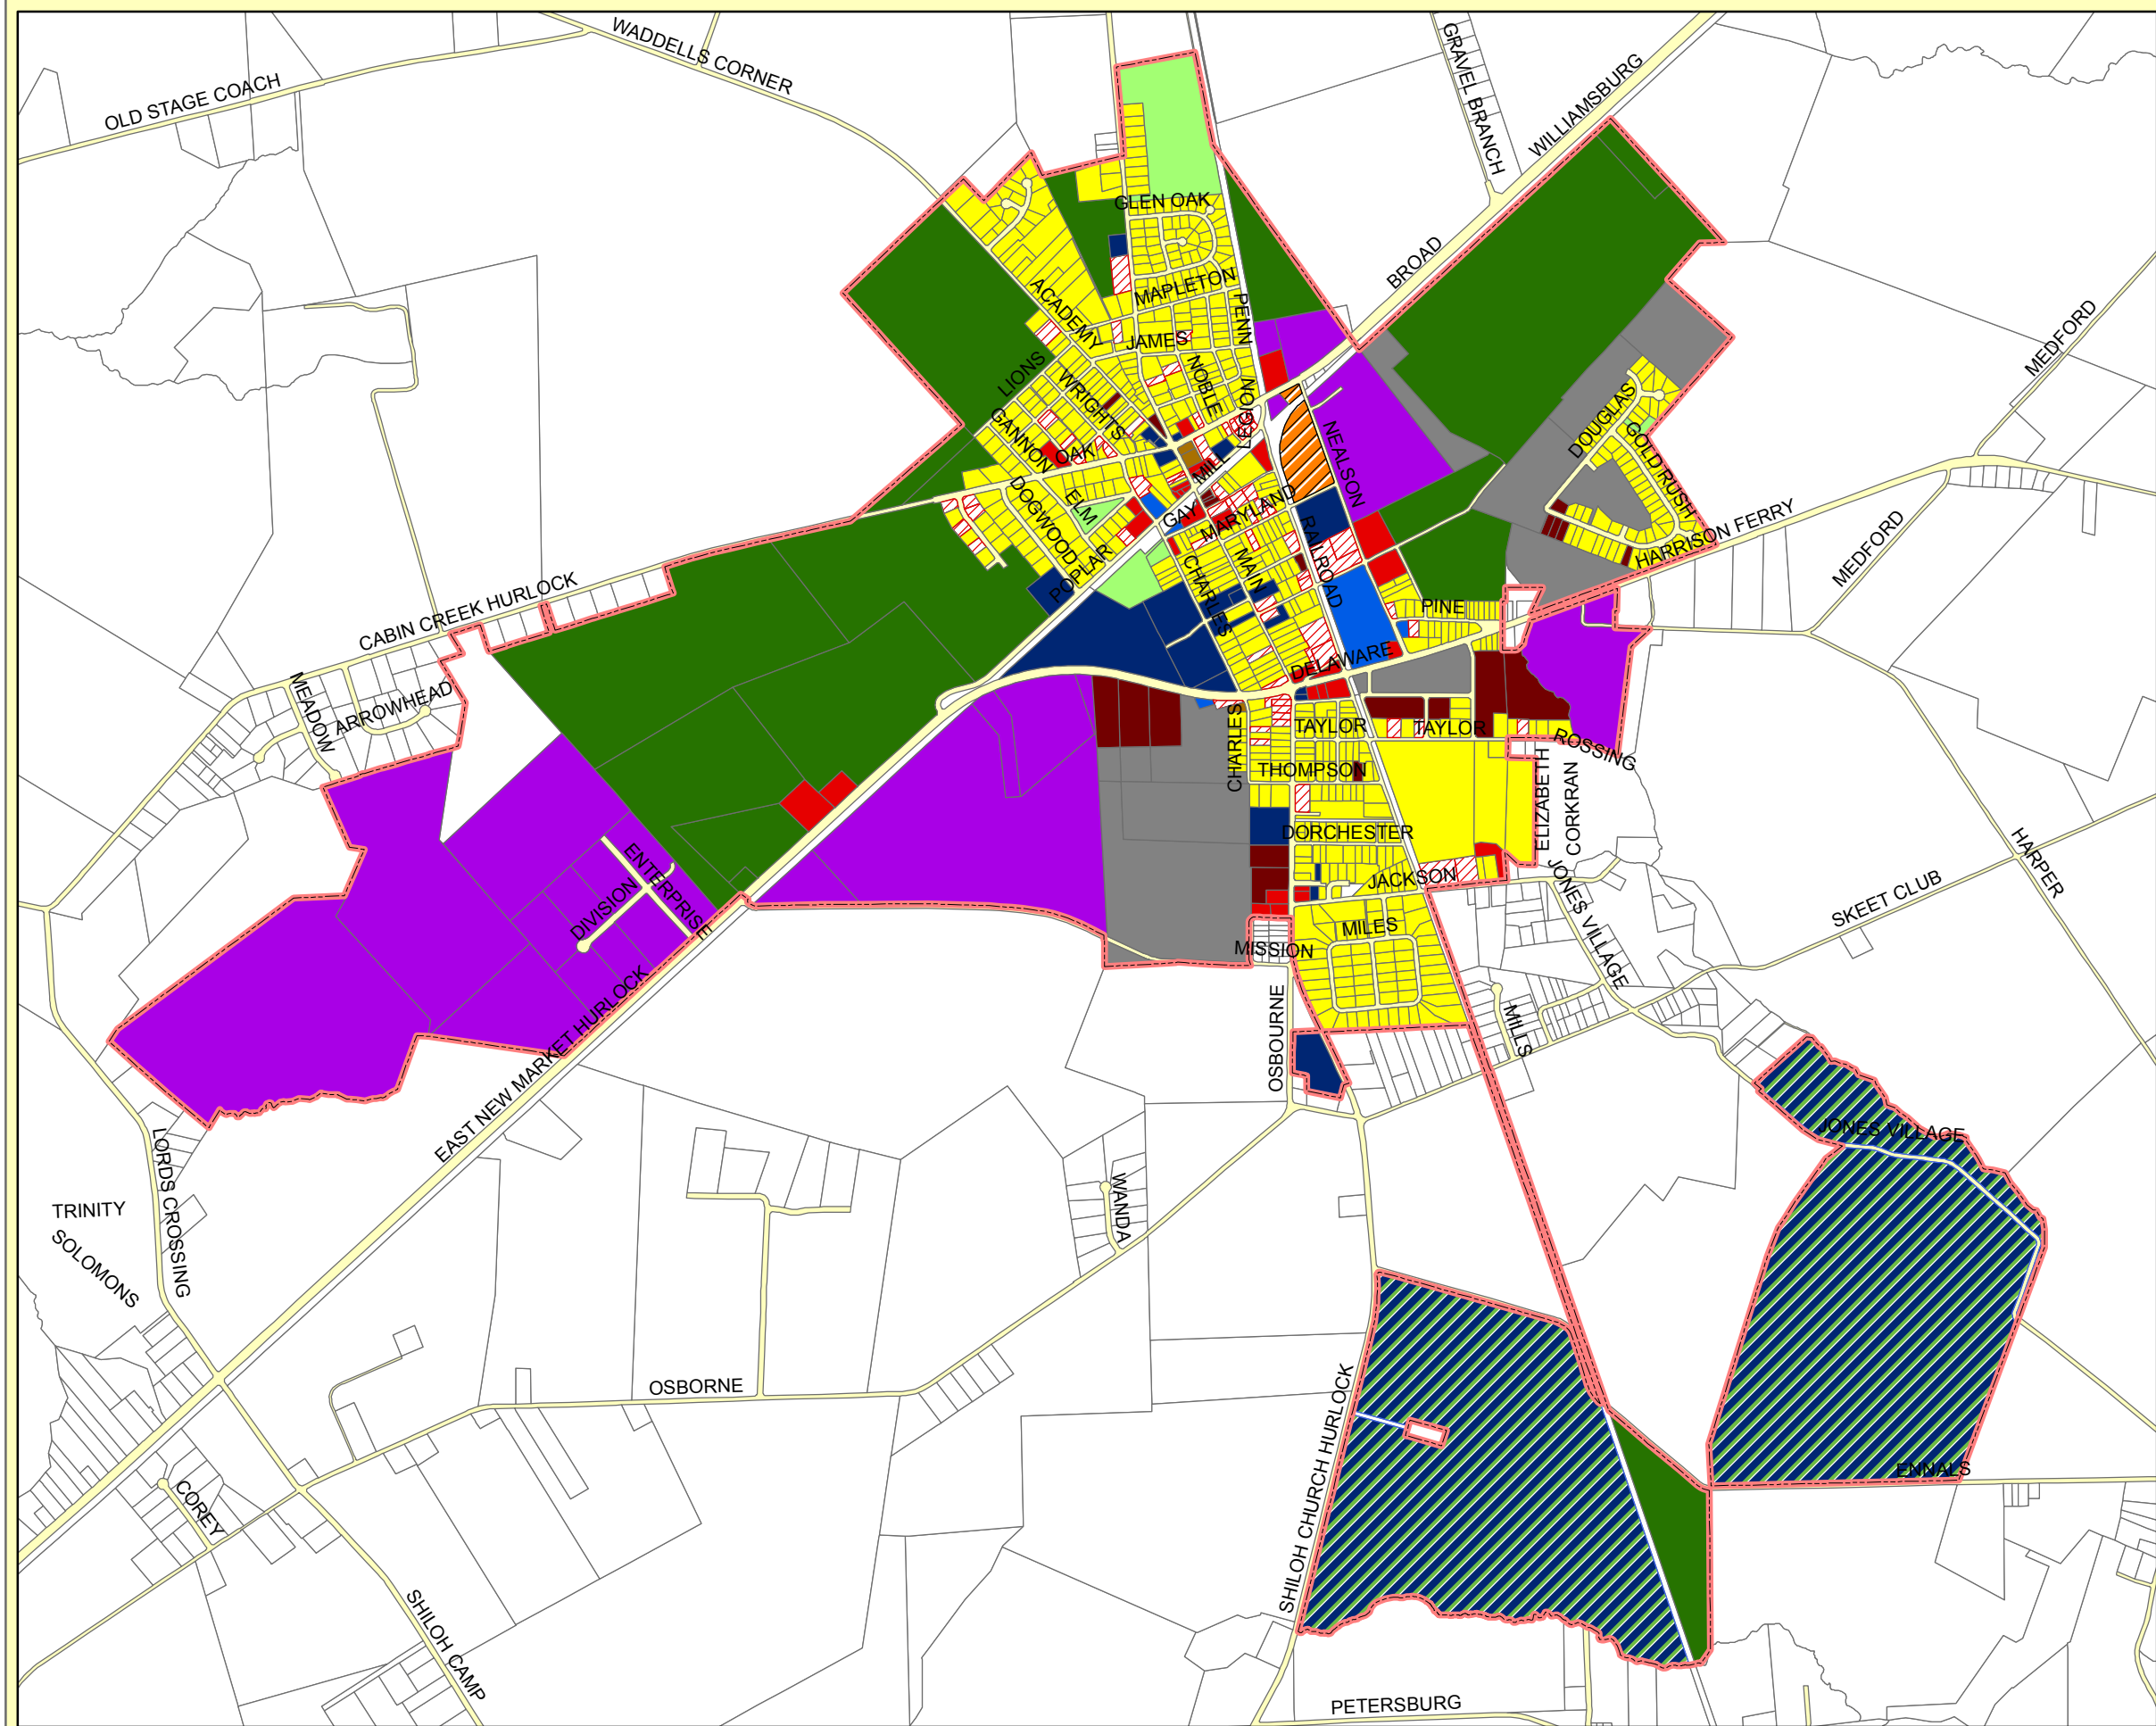 WADDELLS CORNER
OLD STAGE COACH
GRAVEL BRANCH
WILLIAMSBURG
GLEN OAK
BROAD
MAPLETON
PENN
ACADEMY
JAMES
NOBLE
LIONS
WRIGHTS
LEGION
GANNON
OAK
MILL
NEALSON
DOUGLAS
GOLD RUSH
MEDFORD
DOGWOOD
ELM
GAY
MARYLAND
RAILROAD
HARRISON FERRY
MEDFORD
POPLAR
CHARLES
MAIN
PINE
CABIN CREEK HURLOCK
MEADOW
ARROWHEAD
DELAWARE
CHARLES
TAYLOR
TAYLOR
ROSSING
THOMPSON
ELIZABETH
CORKRAN
DORCHESTER
ENTERPRISE
DIVISION
JACKSON
JONES VILLAGE
SKEET CLUB
HARPER
MILES
MISSION
OSBOURNE
MILLS
EAST NEW MARKET HURLOCK
JONES VILLAGE
LORDS CROSSING
TRINITY
SOLOMONS
WANDA
OSBORNE
SHILOH CHURCH HURLOCK
ENNALS
COREY
SHILOH CAMP
PETERSBURG